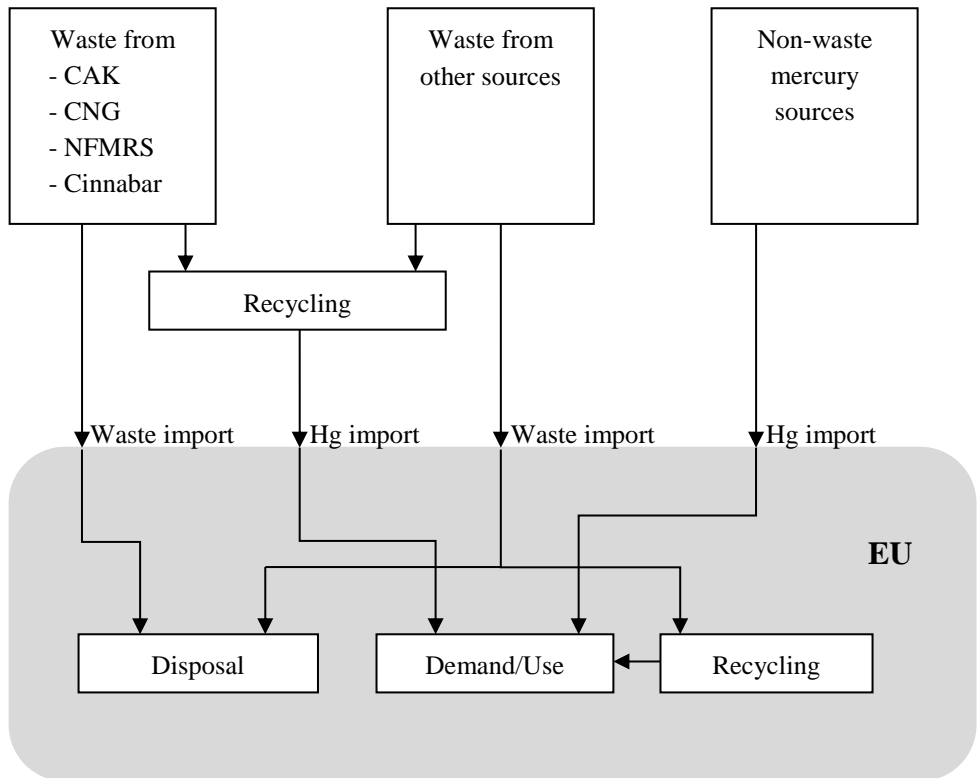 Waste from
- CAK
- CNG
- NFMRS
- Cinnabar
Waste from
other sources
Non-waste
mercury
sources
Recycling
Waste import
Hg import
Waste import
Hg import
EU
Disposal
Demand/Use
Recycling